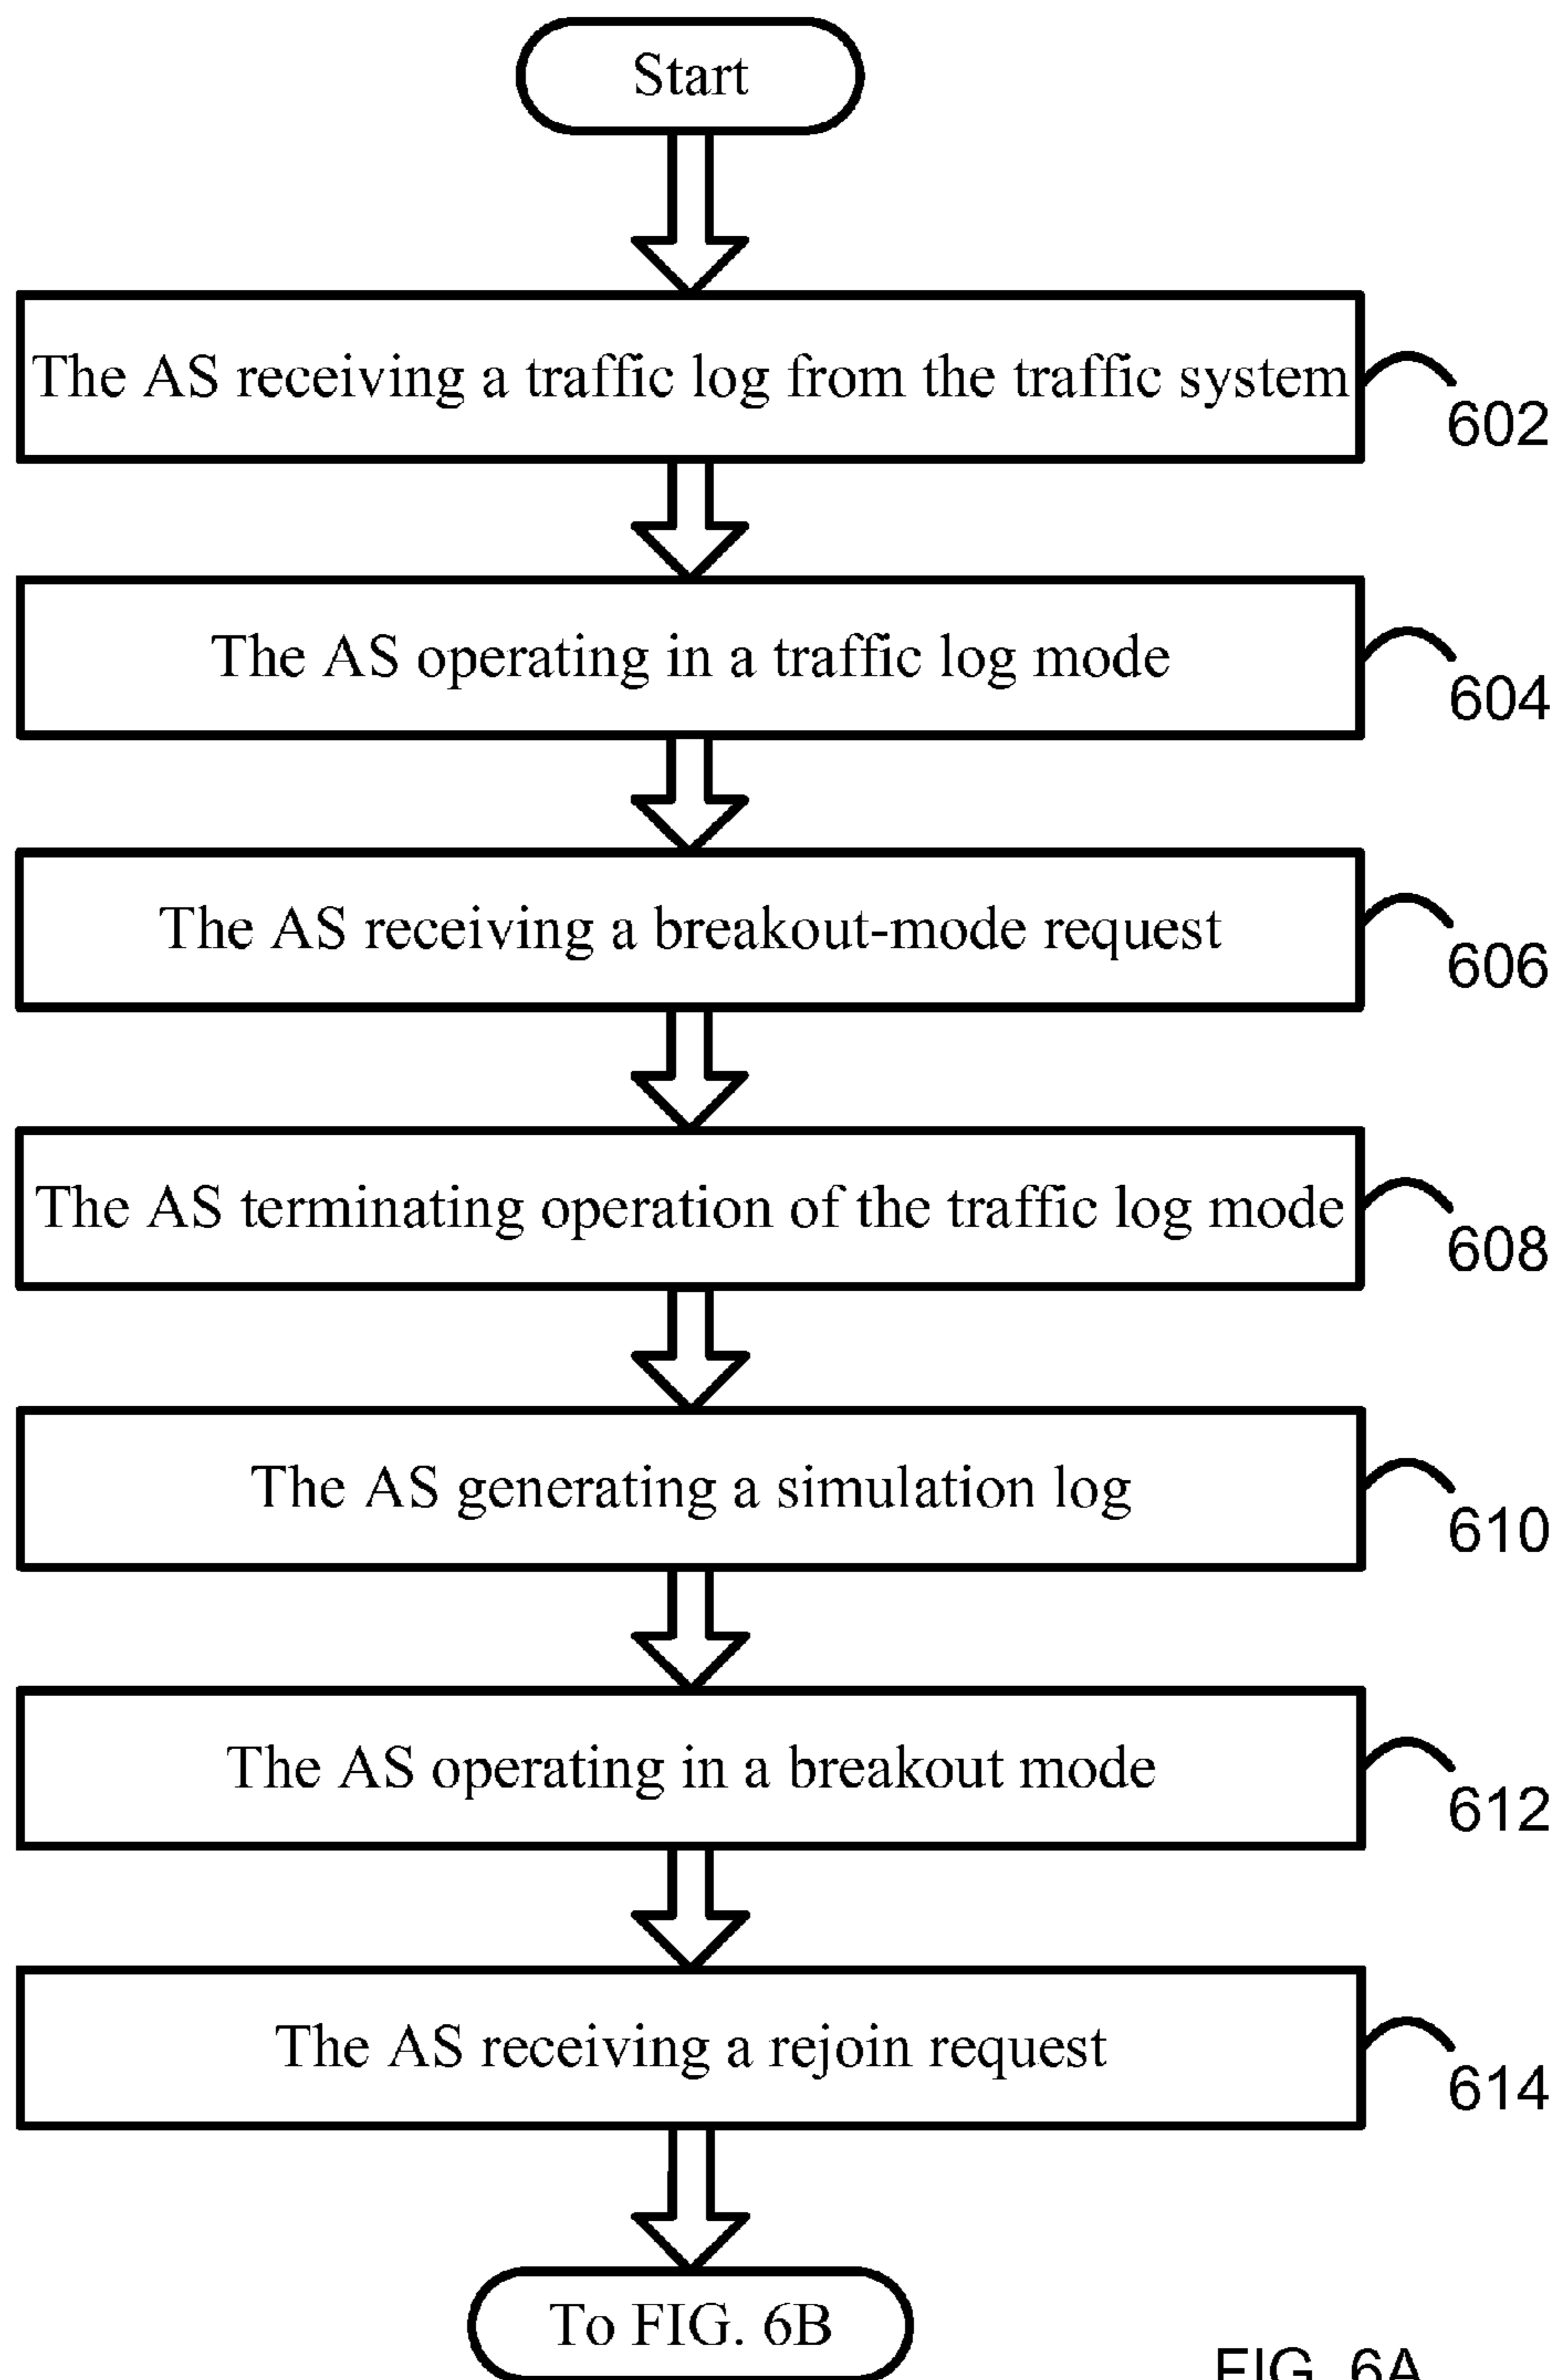 Start
The AS receiving a traffic log from the traffic system
602
The AS operating in a traffic log mode
604
The AS receiving a breakout-mode request
606
The AS terminating operation of the traffic log mode
608
The AS generating a simulation log
610
The AS operating in a breakout mode
612
The AS receiving a rejoin request
614
To FIG. 6B
FIG. 6A